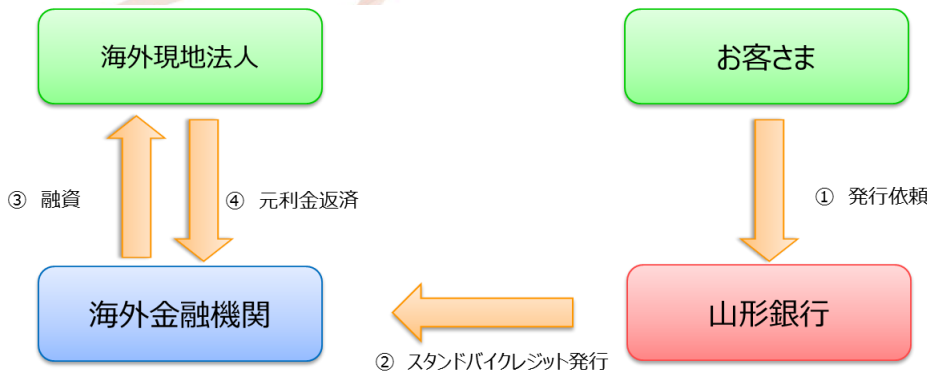 海外現地法人
お客さま
③ 融資
④ 元利金返済
① 発行依頼
海外金融機関
山形銀行
② スタンドバイクレジット発行